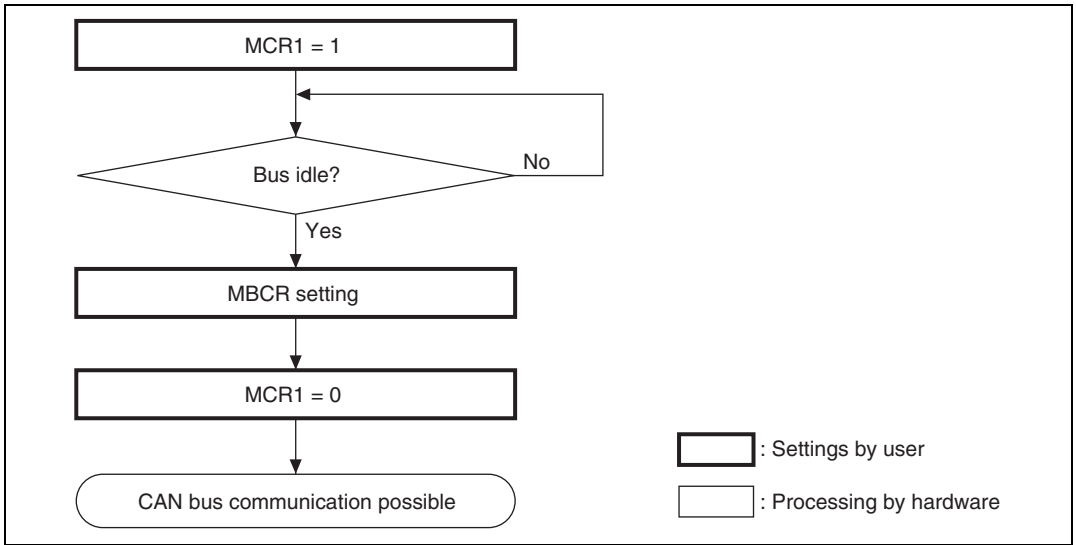 MCR1 = 1
Bus idle?
No
Yes
MBCR setting
MCR1 = 0
CAN bus communication possible
: Settings by user
: Processing by hardware